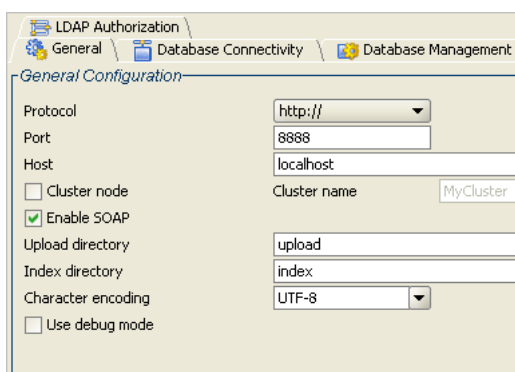 LDAP Authorization
General Database Connectivity Database Management
General Configuration
Protocol http://
Port 8888
Host localhost
Cluster node Cluster name MyCluster
Enable SOAP
Upload directory upload
Index directory index
Character encoding UTF-8
Use debug mode